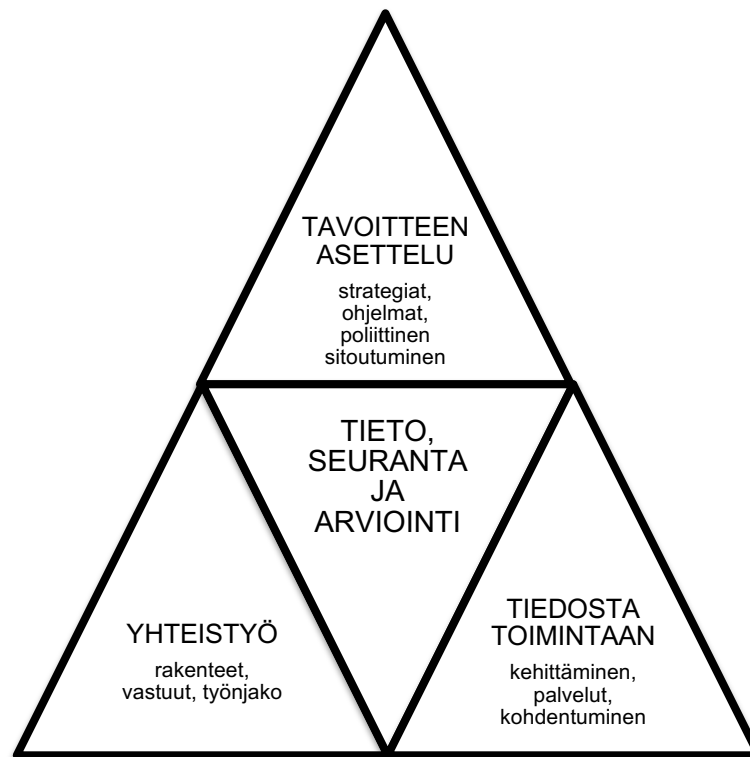 TAVOITTEEN
ASETTELU
strategiat,
ohjelmat,
poliittinen
sitoutuminen
TIETO,
SEURANTA
JA
ARVIOINTI
YHTEISTYÖ
rakenteet,
vastuut, työnjako
TIEDOSTA
TOIMINTAAN
kehittäminen,
palvelut,
kohdentuminen